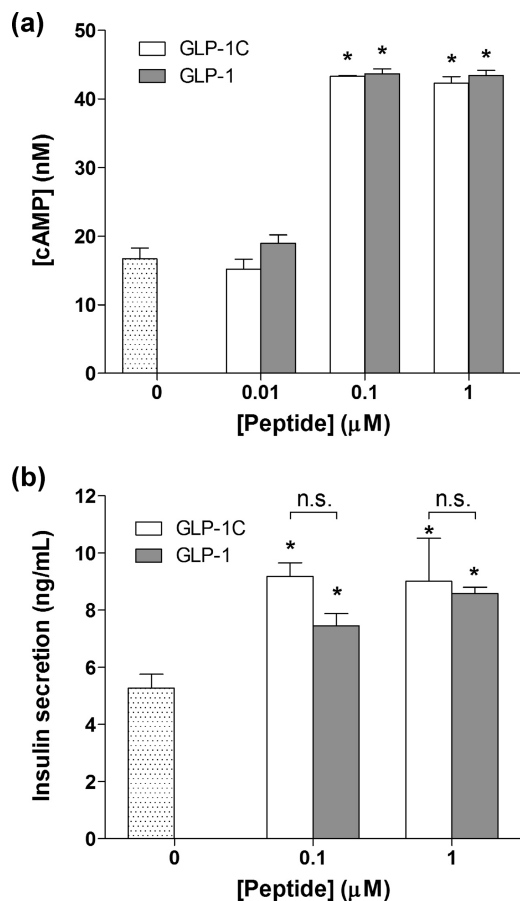 (a)
50
40
30
20
10
0
[cAMP] (nM)
GLP-1C
GLP-1
* * * *
0 0.01 0.1 1
[Peptide] (μM)
(b)
12
10
8
6
4
2
0
Insulin secretion (ng/mL)
GLP-1C
GLP-1
n.s. n.s.
* * * *
0 0.1 1
[Peptide] (μM)